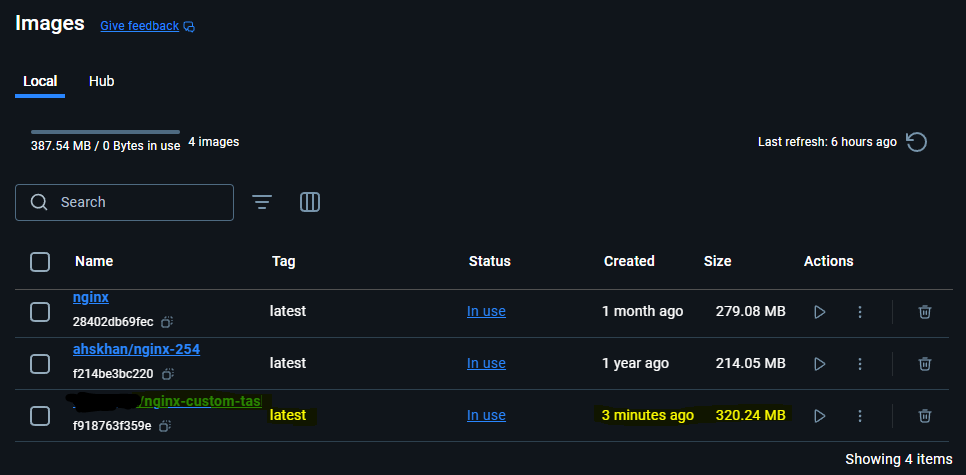 Images Give feedback
Local Hub
387.54 MB / 0 Bytes in use 4 images Last refresh: 6 hours ago
Search
Name Tag Status Created Size Actions
nginx
latest In use 1 month ago 279.08 MB
28402db69fec
ahskhan/nginx-254
latest In use 1 year ago 214.05 MB
f214be3bc220
/nginx-custom-tas
latest In use 3 minutes ago 320.24 MB
f918763f359e
Showing 4 items